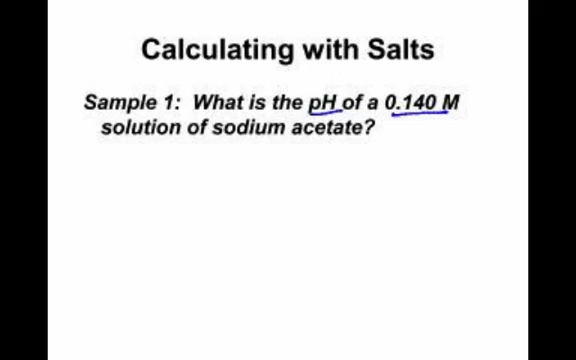 Calculating with Salts
Sample 1: What is the pH of a 0.140 M
solution of sodium acetate?